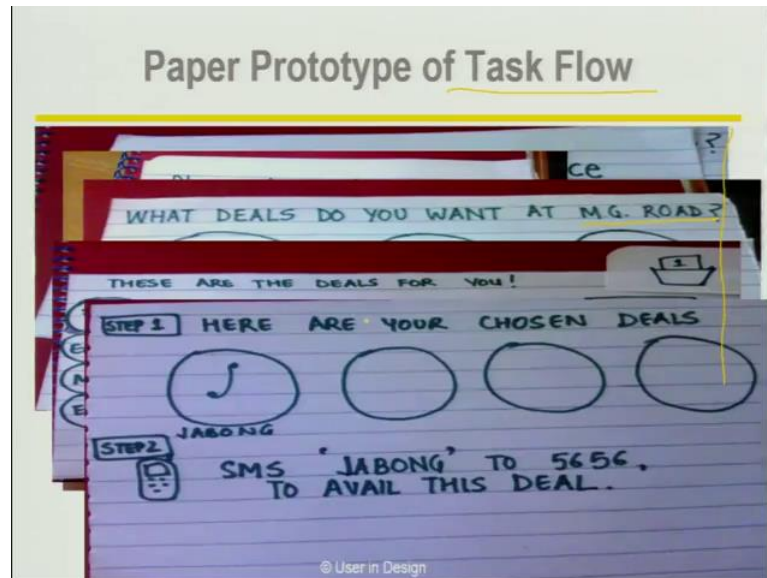 Paper Prototype of Task Flow
?
ce
WHAT DEALS DO YOU WANT AT M.G. ROAD?
THESE ARE THE DEALS FOR YOU!
1
STEP 1 HERE ARE YOUR CHOSEN DEALS
J
JABONG
STEP 2
SMS 'JABONG' TO 5656,
TO AVAIL THIS DEAL.
© User in Design